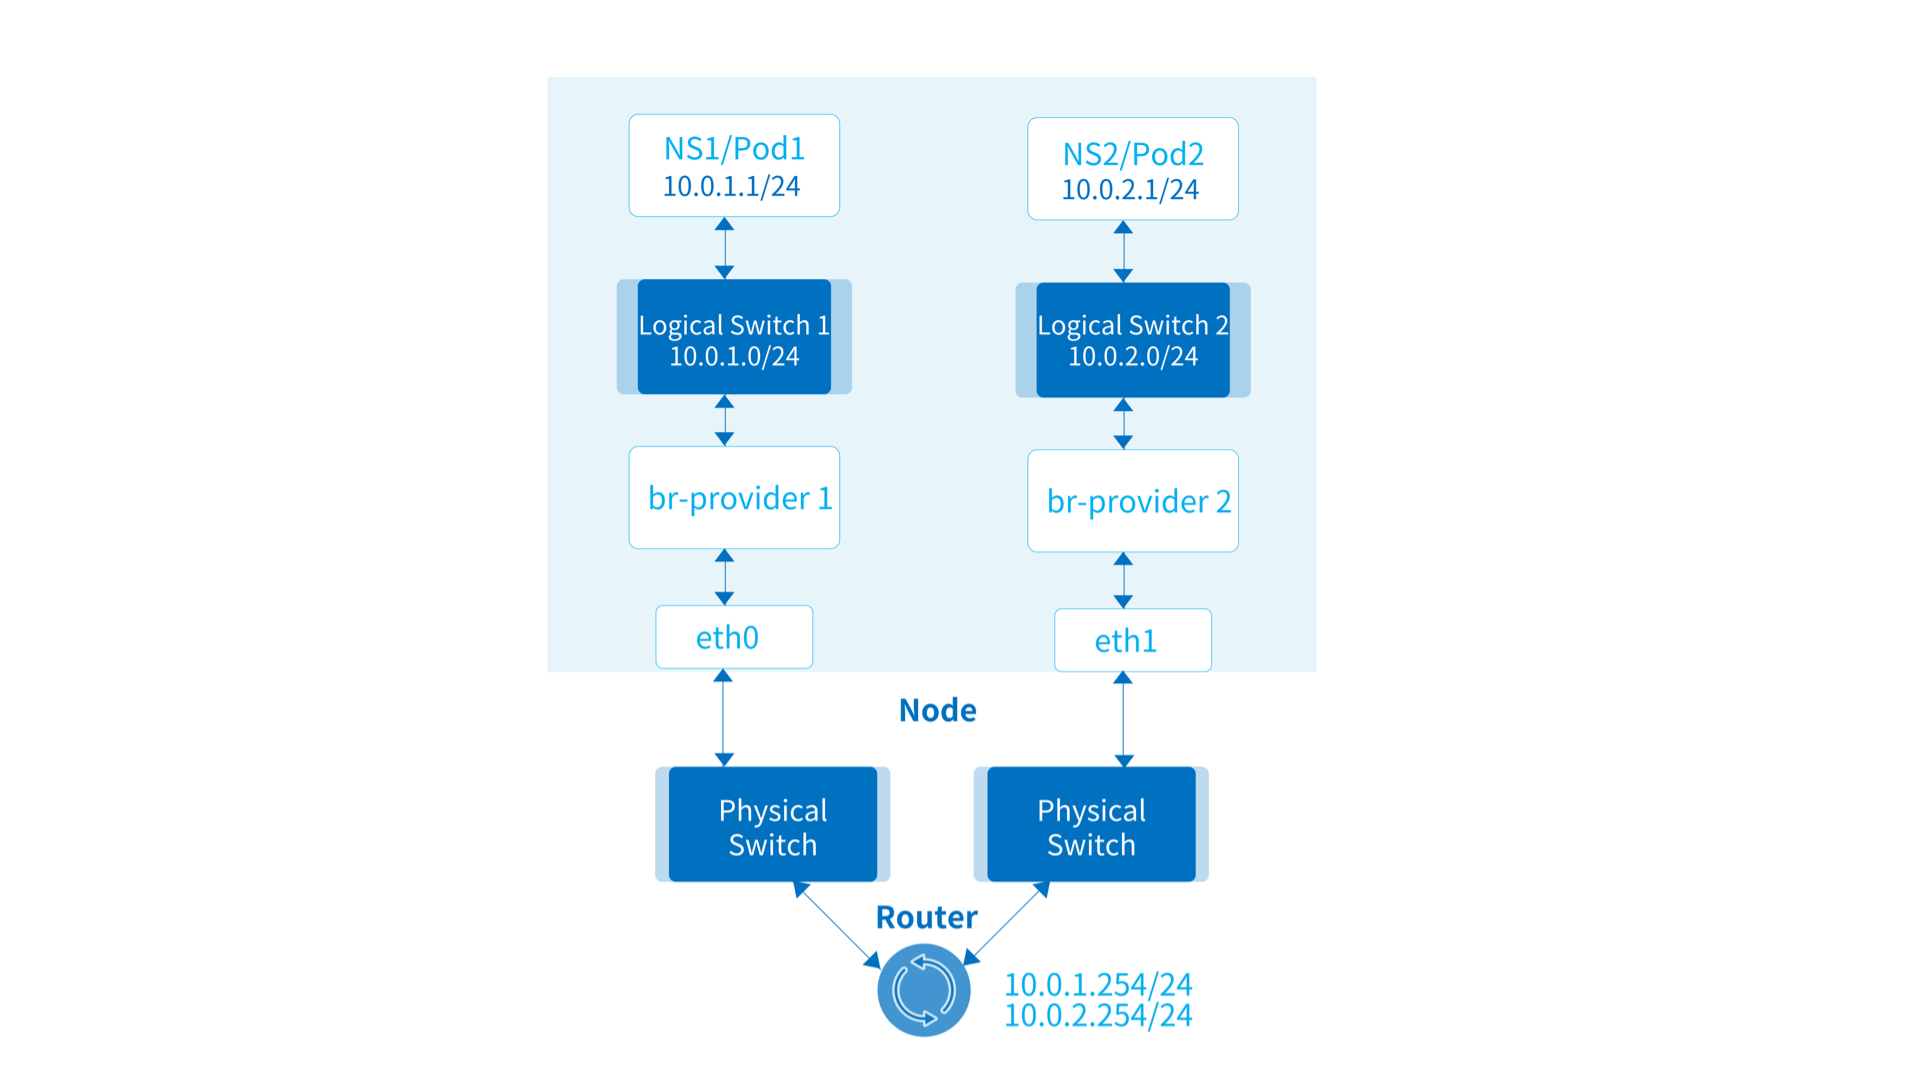 NS1/Pod1
10.0.1.1/24
NS2/Pod2
10.0.2.1/24
Logical Switch 1
10.0.1.0/24
Logical Switch 2
10.0.2.0/24
br-provider 1
br-provider 2
eth0
eth1
Node
Physical
Switch
Physical
Switch
Router
10.0.1.254/24
10.0.2.254/24